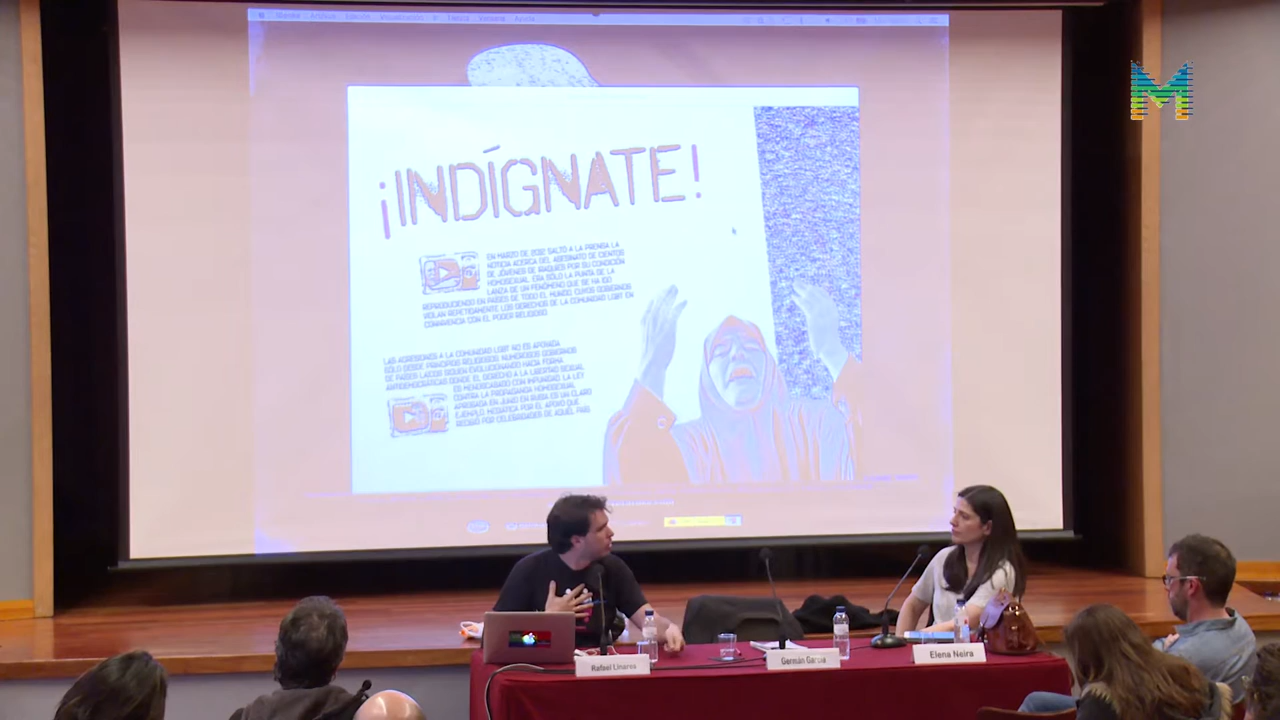 ¡INDÍGNATE!
EN MARZO DE 2012 SALTÓ A LA PRENSA LA
NOTICIA ACERCA DEL ASESINATO DE CIENTOS
DE JÓVENES DE IRAQUÍES POR SU CONDICIÓN
HOMOSEXUAL. ERA SÓLO LA PUNTA DE LA
LANZA DE UN FENÓMENO QUE SE HA IDO
REPRODUCIENDO EN PAÍSES DE TODO EL MUNDO, CUYOS GOBIERNOS
VIOLAN REPETIDAMENTE LOS DERECHOS DE LA COMUNIDAD LGBT EN
CONNIVENCIA CON EL PODER RELIGIOSO.
LAS AGRESIONES A LA COMUNIDAD LGBT NO ES APOYADA
SÓLO DESDE PRINCIPIOS RELIGIOSOS. NUMEROSOS GOBIERNOS
DE PAÍSES LAICOS SIGUEN EVOLUCIONANDO HACIA FORMA
ANTIDEMOCRÁTICAS DONDE EL DERECHO A LA LIBERTAD SEXUAL
ES MENOSCABADO CON IMPUNIDAD. LA LEY
CONTRA LA PROPAGANDA HOMOSEXUAL
APROBADA EN JUNIO EN RUSIA ES UN CLARO
EJEMPLO, MEDIÁTICA POR EL APOYO QUE
RECIBIÓ POR CELEBRIDADES DE AQUEL PAÍS
M
Rafael Linares
Germán García
Elena Neira